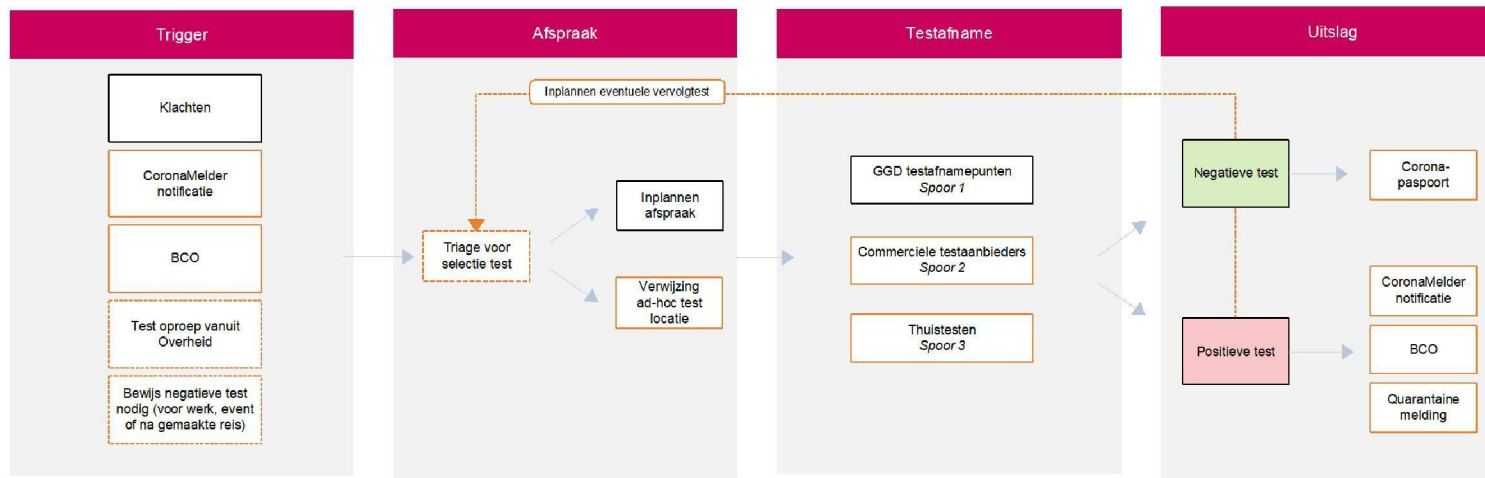 Trigger
Klachten
CoronaMelder
notificatie
BCO
Test oproep vanuit
Overheid
Bewijs negatieve test
nodig (voor werk, event
of na gemaakte reis)
Afspraak
Inplannen eventuele vervolgtest
Triage voor
selectie test
Inplannen
afspraak
Verwijzing
ad-hoc test
locatie
Testafname
GGD testafnamepunten
Spoor 1
Commerciele testaanbieders
Spoor 2
Thuistesten
Spoor 3
Uitslag
Negatieve test
Corona-
paspoort
Positieve test
CoronaMelder
notificatie
BCO
Quarantaine
melding